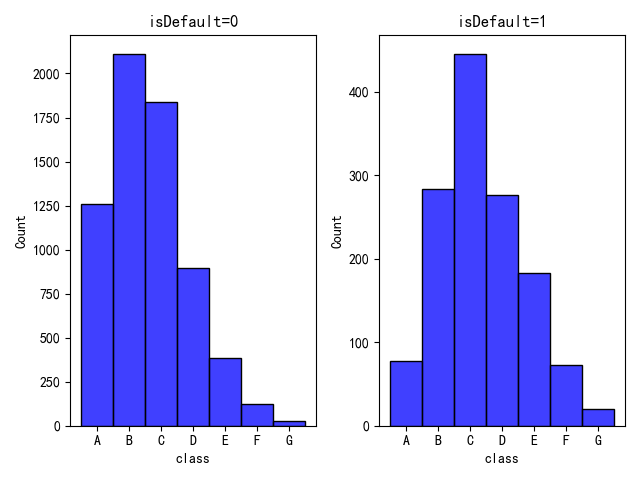 isDefault=0
2000
1750
1500
1250
1000
750
500
250
0
Count
A B C D E F G
class
isDefault=1
400
300
200
100
0
Count
A B C D E F G
class